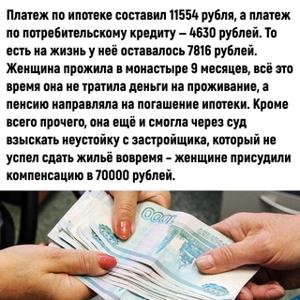 Платеж по ипотеке составил 11554 рубля, а платеж
по потребительскому кредиту – 4630 рублей. То
есть на жизнь у неё оставалось 7816 рублей.
Женщина прожила в монастыре 9 месяцев, всё это
время она не тратила деньги на проживание, а
пенсию направляла на погашение ипотеки. Кроме
всего прочего, она ещё и смогла через суд
взыскать неустойку с застройщика, который не
успел сдать жильё вовремя – женщине присудили
компенсацию в 70000 рублей.